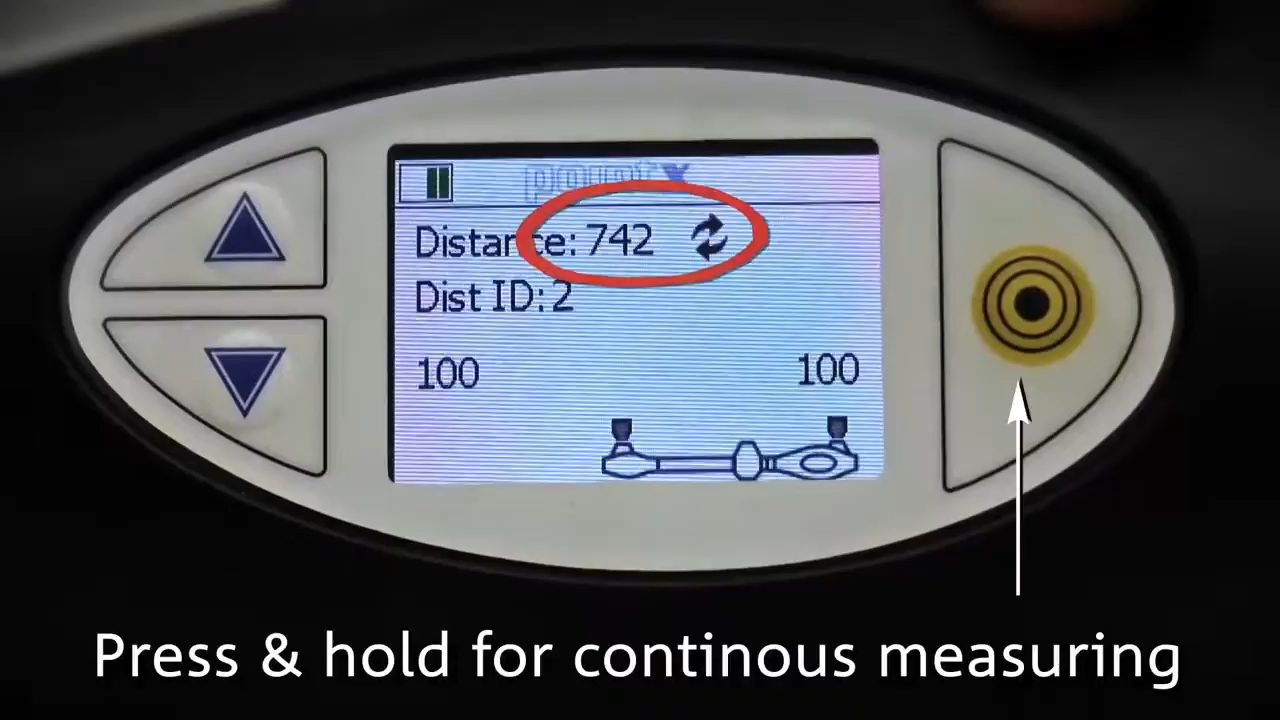 Distance: 742
Dist ID: 2
100 100
Press & hold for continous measuring